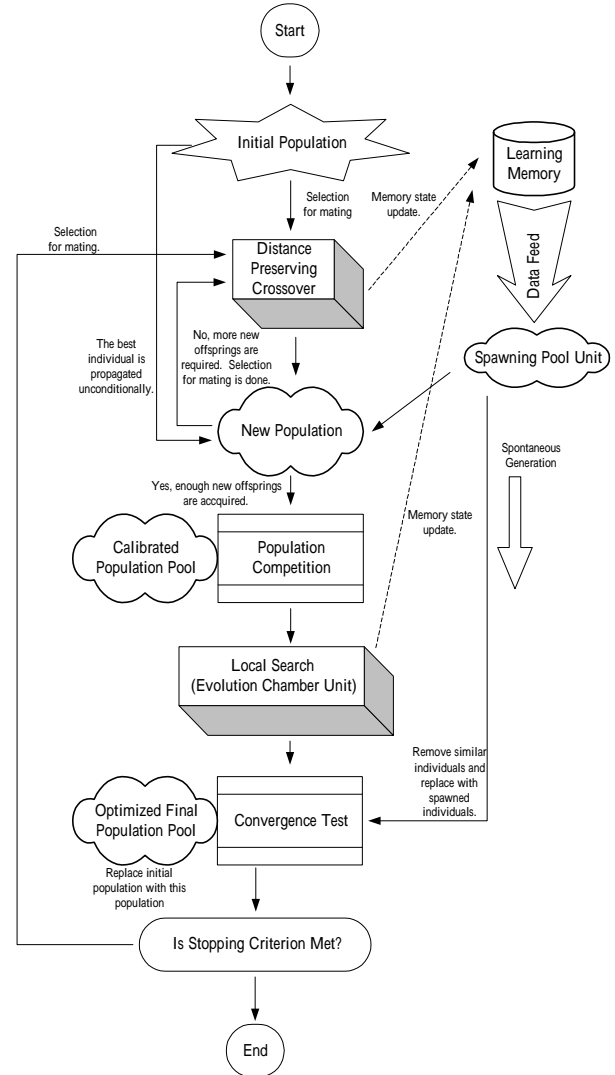 Start
Initial Population
Learning
Memory
Selection
for mating
Memory state
update.
Selection
for mating.
Distance
Preserving
Crossover
Data Feed
The best
individual is
propagated
unconditionally.
No, more new
offsprings are
required. Selection
for mating is done.
Spawning Pool Unit
New Population
Spontaneous
Generation
Yes, enough new offsprings
are accquired.
Memory state
update.
Calibrated
Population Pool
Population
Competition
Local Search
(Evolution Chamber Unit)
Remove similar
individuals and
replace with
spawned
individuals.
Optimized Final
Population Pool
Convergence Test
Replace initial
population with this
population
Is Stopping Criterion Met?
End